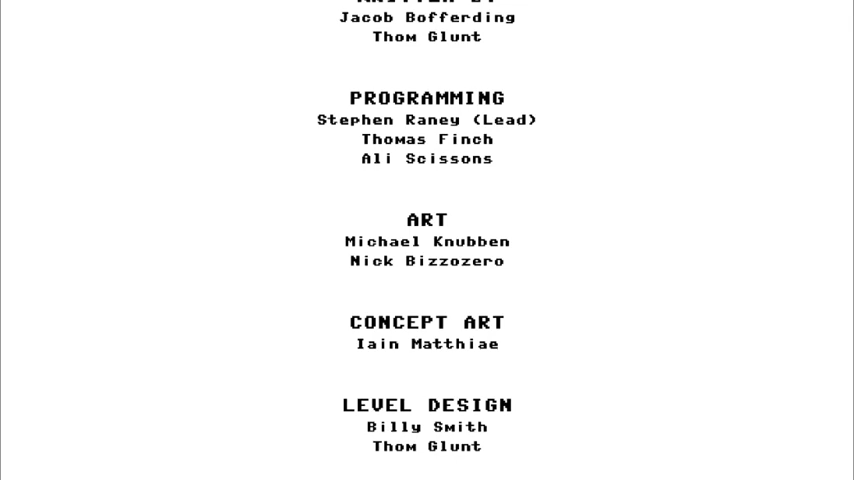 Jacob Bofferding
Thom Glunt
PROGRAMMING
Stephen Raney (Lead)
Thomas Finch
Ali Scissons
ART
Michael Knubben
Nick Bizzozero
CONCEPT ART
Iain Matthiae
LEVEL DESIGN
Billy Smith
Thom Glunt